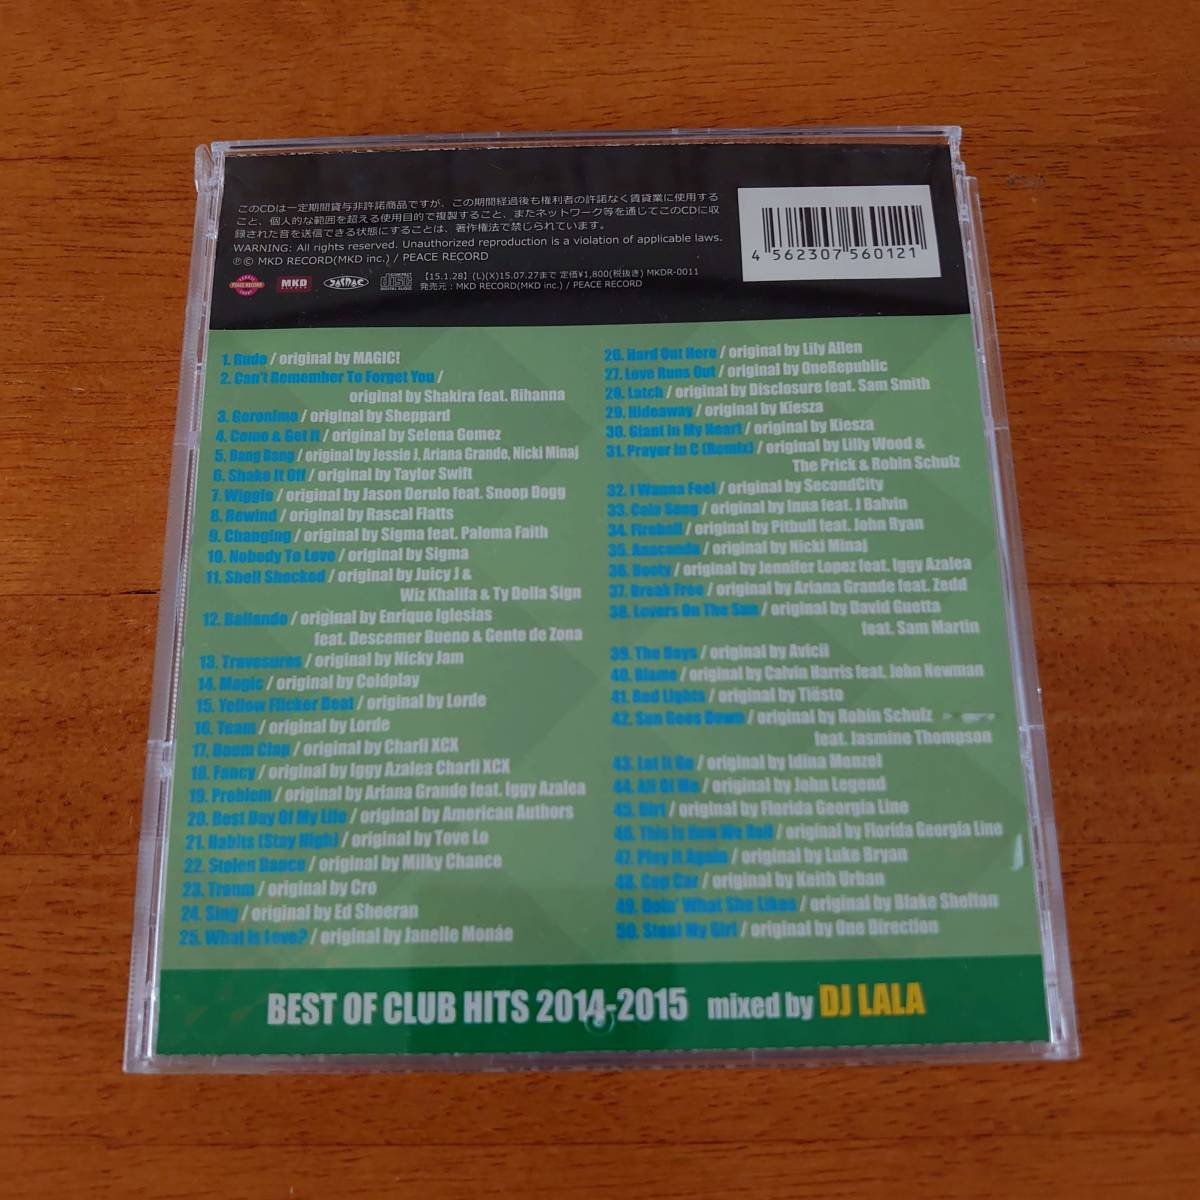 このCDは一定期間貸与非許諾商品ですが、この期間経過後も権利者の許諾なく賃貸業に使用する
こと、個人的な範囲を超える使用目的で複製すること、またネットワーク等を通じてこのCDに収
録された音を送信できる状態にすることは、著作権法で禁じられています。
WARNING: All rights reserved. Unauthorized reproduction is a violation of applicable laws.
℗© MKD RECORD(MKD inc.) / PEACE RECORD
PEACE RECORD
MKD
COMPACT
disc
DIGITAL AUDIO
【15.1.28】(L)(X)15.07.27まで 定価¥1,800(税抜き) MKDR-0011
発売元：MKD RECORD(MKD inc.) / PEACE RECORD
4 562307 560121
1. Rude / original by MAGIC!
2. Can't Remember To Forget You /
original by Shakira feat. Rihanna
3. Geronimo / original by Sheppard
4. Come & Get It / original by Selena Gomez
5. Bang Bang / original by Jessie J, Ariana Grande, Nicki Minaj
6. Shake It Off / original by Taylor Swift
7. Wiggle / original by Jason Derulo feat. Snoop Dogg
8. Rewind / original by Rascal Flatts
9. Changing / original by Sigma feat. Paloma Faith
10. Nobody To Love / original by Sigma
11. Shell Shocked / original by Juicy J &
Wiz Khalifa & Ty Dolla $ign
12. Bailando / original by Enrique Iglesias
feat. Descemer Bueno & Gente de Zona
13. Travesuras / original by Nicky Jam
14. Magic / original by Coldplay
15. Yellow Flicker Beat / original by Lorde
16. Team / original by Lorde
17. Boom Clap / original by Charli XCX
18. Fancy / original by Iggy Azalea Charli XCX
19. Problem / original by Ariana Grande feat. Iggy Azalea
20. Best Day Of My Life / original by American Authors
21. Habits (Stay High) / original by Tove Lo
22. Stolen Dance / original by Milky Chance
23. Traum / original by Cro
24. Sing / original by Ed Sheeran
25. What Is Love? / original by Janelle Monáe
26. Hard Out Here / original by Lily Allen
27. Love Runs Out / original by OneRepublic
28. Latch / original by Disclosure feat. Sam Smith
29. Hideaway / original by Kiesza
30. Giant In My Heart / original by Kiesza
31. Prayer in C (Remix) / original by Lilly Wood &
The Prick & Robin Schulz
32. I Wanna Feel / original by SecondCity
33. Cola Song / original by Inna feat. J Balvin
34. Fireball / original by Pitbull feat. John Ryan
35. Anaconda / original by Nicki Minaj
36. Booty / original by Jennifer Lopez feat. Iggy Azalea
37. Break Free / original by Ariana Grande feat. Zedd
38. Lovers On The Sun / original by David Guetta
feat. Sam Martin
39. The Days / original by Avicii
40. Blame / original by Calvin Harris feat. John Newman
41. Red Lights / original by Tiësto
42. Sun Goes Down / original by Robin Schulz
feat. Jasmine Thompson
43. Let It Go / original by Idina Menzel
44. All Of Me / original by John Legend
45. Dirt / original by Florida Georgia Line
46. This Is How We Roll / original by Florida Georgia Line
47. Play It Again / original by Luke Bryan
48. Cop Car / original by Keith Urban
49. Doin' What She Likes / original by Blake Shelton
50. Steal My Girl / original by One Direction
BEST OF CLUB HITS 2014-2015 mixed by DJ LALA